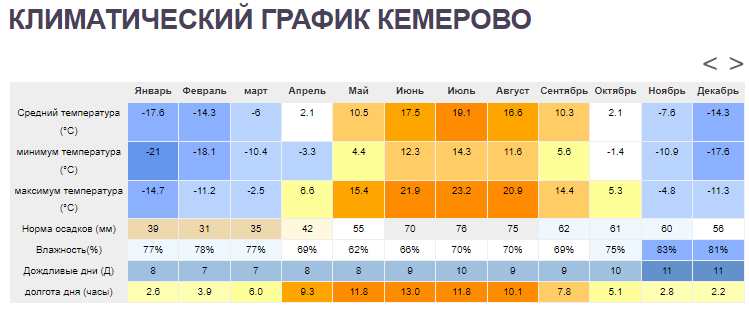 КЛИМАТИЧЕСКИЙ ГРАФИК КЕМЕРОВО
< >
Январь Февраль март Апрель Май Июнь Июль Август Сентябрь Октябрь Ноябрь Декабрь
Средний температура (°C) -17.6 -14.3 -6 2.1 10.5 17.5 19.1 16.6 10.3 2.1 -7.6 -14.3
минимум температура (°C) -21 -18.1 -10.4 -3.3 4.4 12.3 14.3 11.6 5.6 -1.4 -10.9 -17.6
максимум температура (°C) -14.7 -11.2 -2.5 6.6 15.4 21.9 23.2 20.9 14.4 5.3 -4.8 -11.3
Норма осадков (мм) 39 31 35 42 55 70 76 75 62 61 60 56
Влажность(%) 77% 78% 77% 69% 62% 66% 70% 70% 69% 75% 83% 81%
Дождливые дни (Д) 8 7 7 8 8 9 10 9 9 10 11 11
долгота дня (часы) 2.6 3.9 6.0 9.3 11.8 13.0 11.8 10.1 7.8 5.1 2.8 2.2